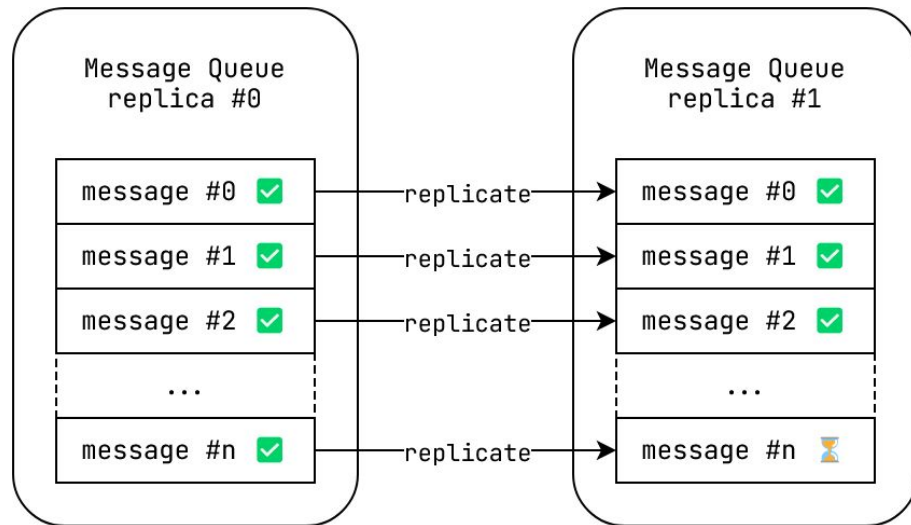 Message Queue
replica #0
Message Queue
replica #1
message #0 ✅
replicate
message #0 ✅
message #1 ✅
replicate
message #1 ✅
message #2 ✅
replicate
message #2 ✅
...
...
message #n ✅
replicate
message #n ⏳